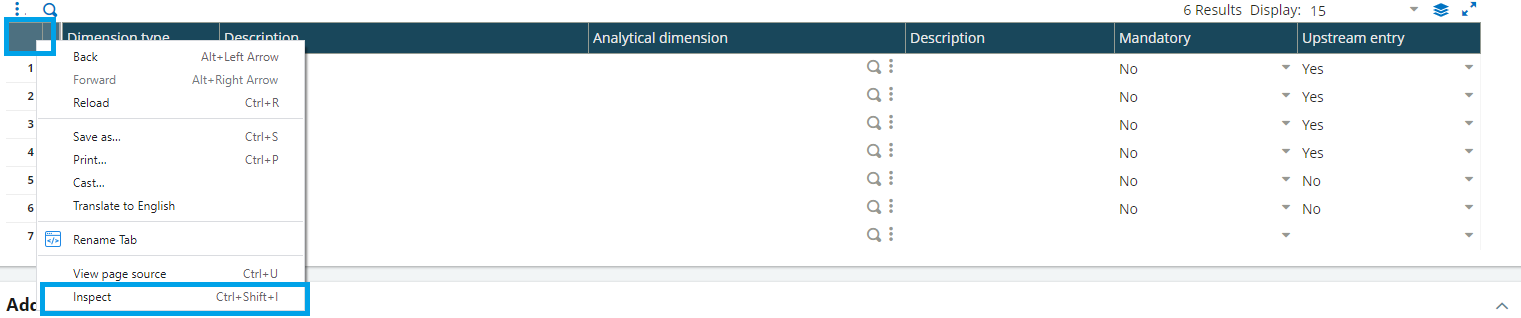 6 Results Display: 15
Dimension type Description Analytical dimension Description Mandatory Upstream entry
1 No Yes
2 No Yes
3 No Yes
4 No Yes
5 No No
6 No No
7
Back Alt+Left Arrow
Forward Alt+Right Arrow
Reload Ctrl+R
Save as... Ctrl+S
Print... Ctrl+P
Cast...
Translate to English
Rename Tab
View page source Ctrl+U
Inspect Ctrl+Shift+I
Add